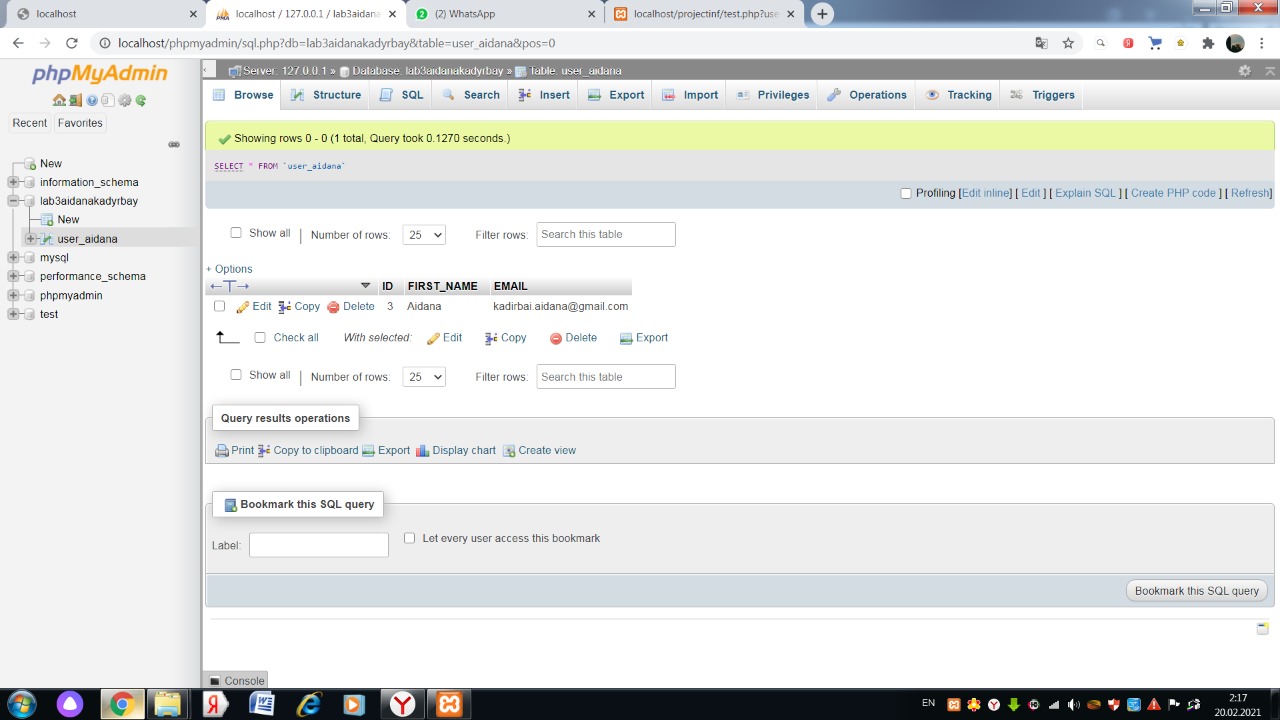 localhost
localhost / 127.0.0.1 / lab3aidana
(2) WhatsApp
localhost/projectinf/test.php?use
localhost/phpmyadmin/sql.php?db=lab3aidanakadyrbay&table=user_aidana&pos=0
phpMyAdmin
Recent Favorites
New
information_schema
lab3aidanakadyrbay
New
user_aidana
mysql
performance_schema
phpmyadmin
test
Server: 127.0.0.1 » Database: lab3aidanakadyrbay » Table: user_aidana
Browse Structure SQL Search Insert Export Import Privileges Operations Tracking Triggers
Showing rows 0 - 0 (1 total, Query took 0.1270 seconds.)
SELECT * FROM `user_aidana`
Profiling [Edit inline] [ Edit ] [ Explain SQL ] [ Create PHP code ] [ Refresh]
Show all | Number of rows: 25 Filter rows: Search this table
+ Options
←T→ ▼ ID FIRST_NAME EMAIL
Edit Copy Delete 3 Aidana kadirbai.aidana@gmail.com
Check all With selected: Edit Copy Delete Export
Show all | Number of rows: 25 Filter rows: Search this table
Query results operations
Print Copy to clipboard Export Display chart Create view
Bookmark this SQL query
Label: Let every user access this bookmark
Bookmark this SQL query
Console
EN
2:17
20.02.2021